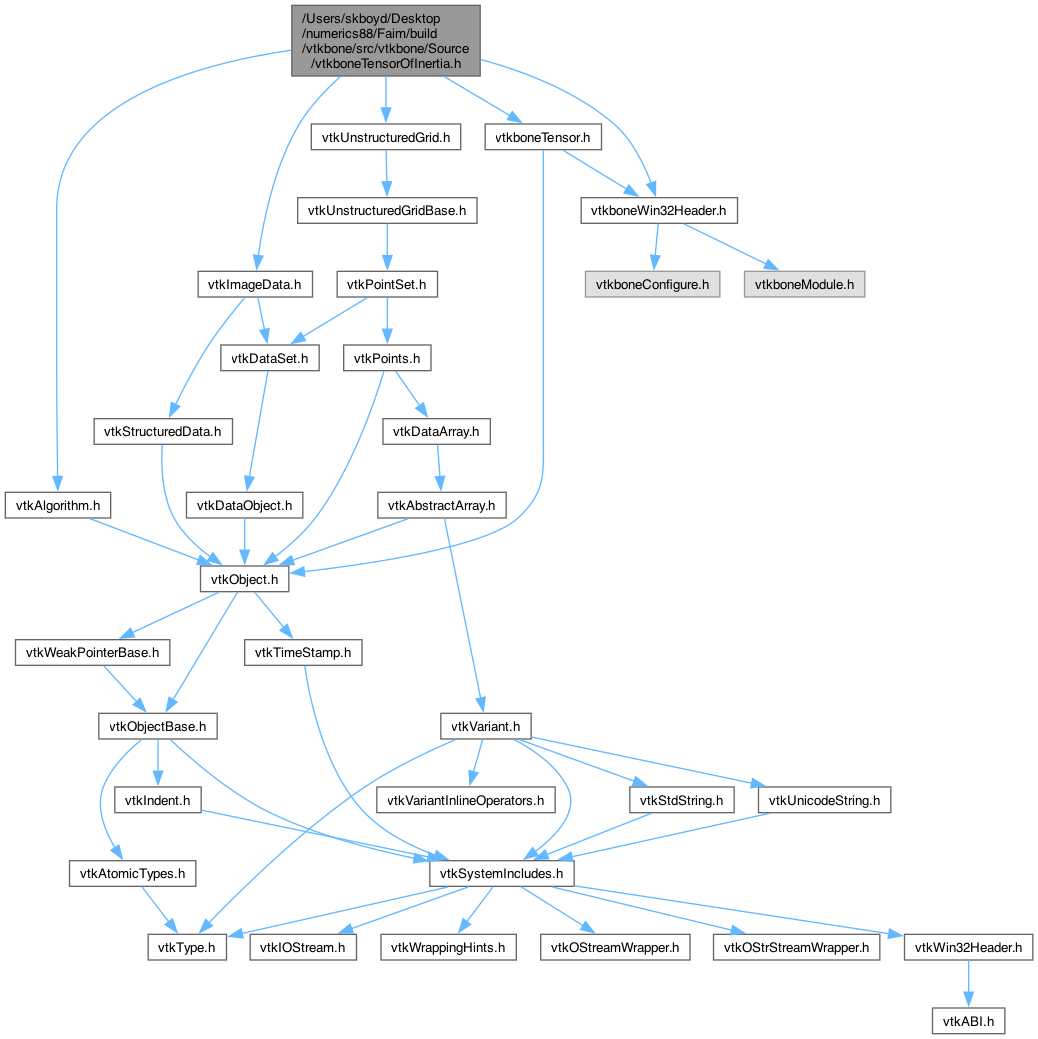 /Users/skboyd/Desktop
/numerics88/Faim/build
/vtkbone/src/vtkbone/Source
/vtkboneTensorOfInertia.h
vtkUnstructuredGrid.h
vtkboneTensor.h
vtkUnstructuredGridBase.h
vtkboneWin32Header.h
vtkImageData.h
vtkPointSet.h
vtkboneConfigure.h
vtkboneModule.h
vtkDataSet.h
vtkPoints.h
vtkStructuredData.h
vtkDataArray.h
vtkAlgorithm.h
vtkDataObject.h
vtkAbstractArray.h
vtkObject.h
vtkWeakPointerBase.h
vtkTimeStamp.h
vtkObjectBase.h
vtkVariant.h
vtkIndent.h
vtkVariantInlineOperators.h
vtkStdString.h
vtkUnicodeString.h
vtkAtomicTypes.h
vtkSystemIncludes.h
vtkType.h
vtkIOStream.h
vtkWrappingHints.h
vtkOStreamWrapper.h
vtkOStrStreamWrapper.h
vtkWin32Header.h
vtkABI.h